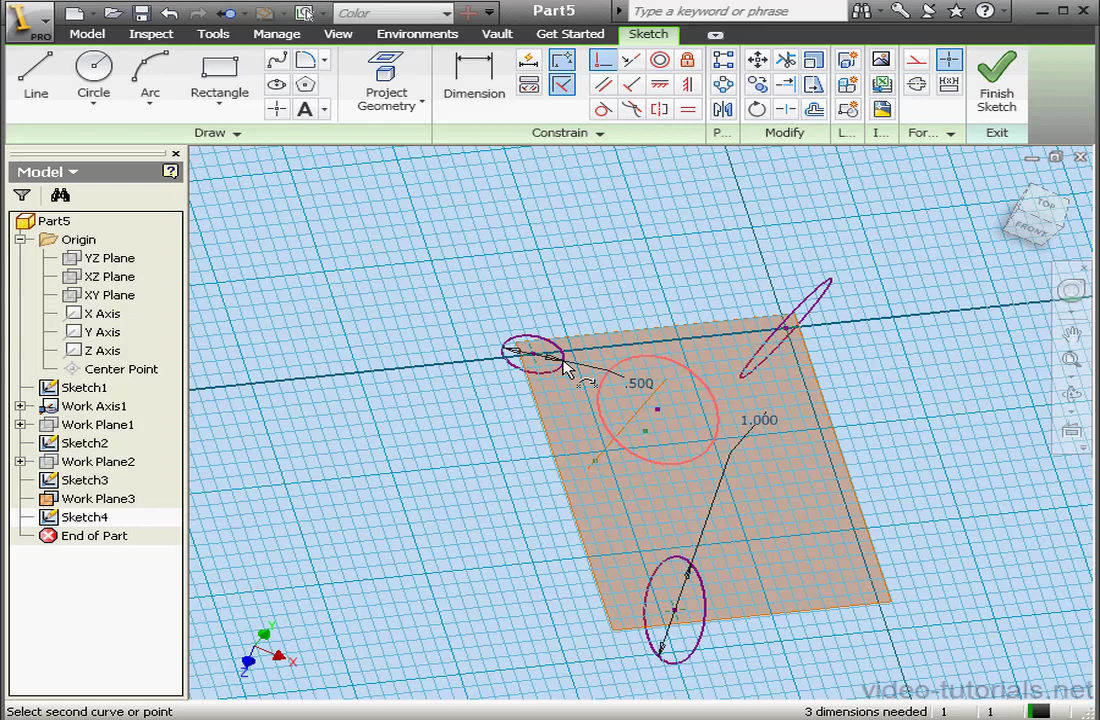 Color
Part5
Type a keyword or phrase
PRO
Model
Inspect
Tools
Manage
View
Environments
Vault
Get Started
Sketch
Line
Circle
Arc
Rectangle
A
Project
Geometry
Dimension
Finish
Sketch
Draw
Constrain
P...
Modify
L...
I...
For...
Exit
Model
Part5
Origin
YZ Plane
XZ Plane
XY Plane
X Axis
Y Axis
Z Axis
Center Point
Sketch1
Work Axis1
Work Plane1
Sketch2
Work Plane2
Sketch3
Work Plane3
Sketch4
End of Part
TOP
FRONT
.500
1.000
Y
X
Z
video-tutorials.net
Select second curve or point
3 dimensions needed
1
1